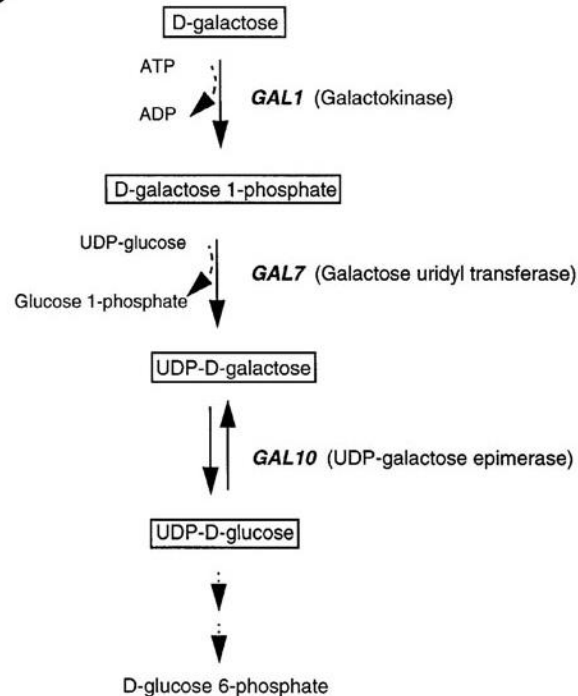 D-galactose
ATP
GAL1 (Galactokinase)
ADP
D-galactose 1-phosphate
UDP-glucose
GAL7 (Galactose uridyl transferase)
Glucose 1-phosphate
UDP-D-galactose
GAL10 (UDP-galactose epimerase)
UDP-D-glucose
D-glucose 6-phosphate